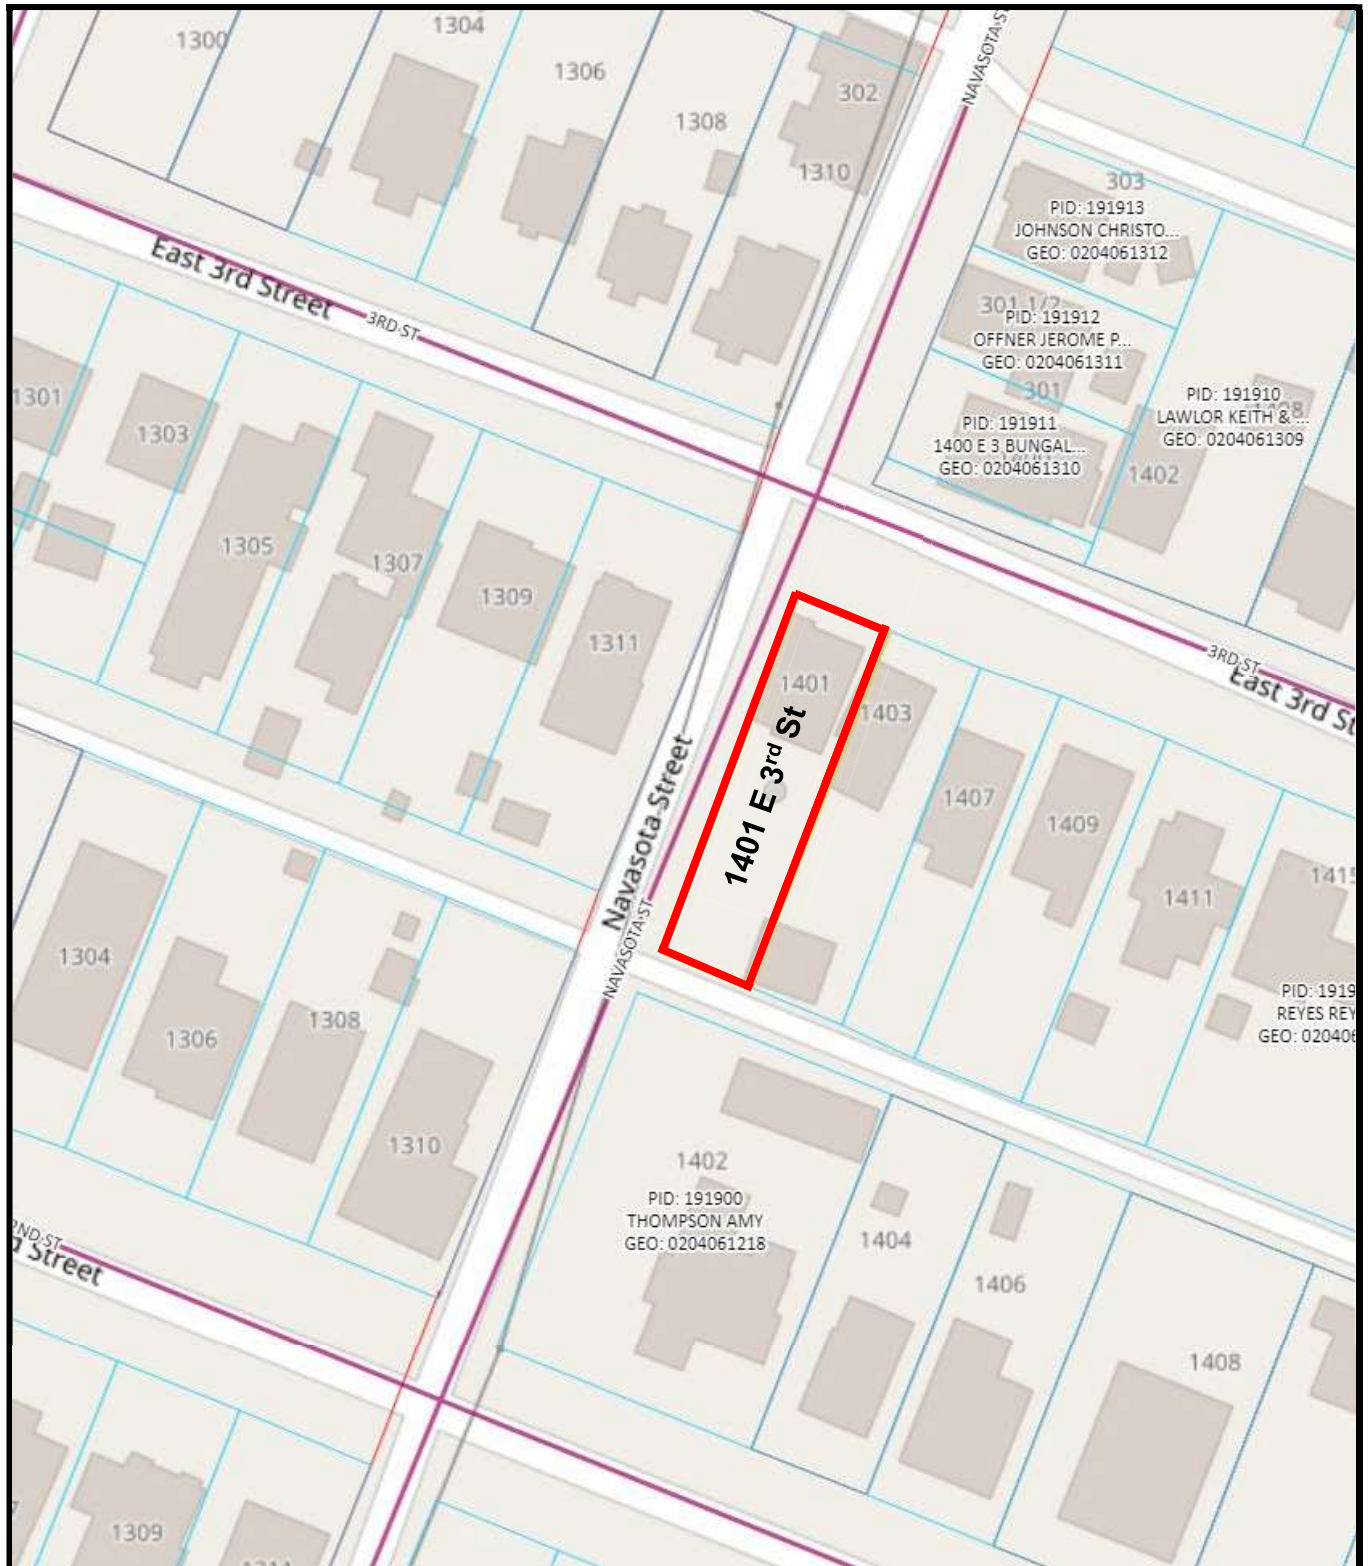 1300
1304
1306
1308
302
1310
NAVASOTA ST
303
PID: 191913
JOHNSON CHRISTO...
GEO: 0204061312
East 3rd Street
3RD ST
301 1/2
PID: 191912
OFFNER JEROME P...
GEO: 0204061311
301
PID: 191911
1400 E 3 BUNGAL...
GEO: 0204061310
1402
PID: 191910
LAWLOR KEITH & ...
GEO: 0204061309
1301
1303
1305
1307
1309
1311
3RD ST
East 3rd St
1401
1403
1401 E 3rd St
1407
1409
1411
1415
Navasota Street
NAVASOTA ST
PID: 1919
REYES REY
GEO: 020406
1304
1306
1308
1310
1402
PID: 191900
THOMPSON AMY
GEO: 0204061218
1404
1406
1408
2ND ST
Street
1309